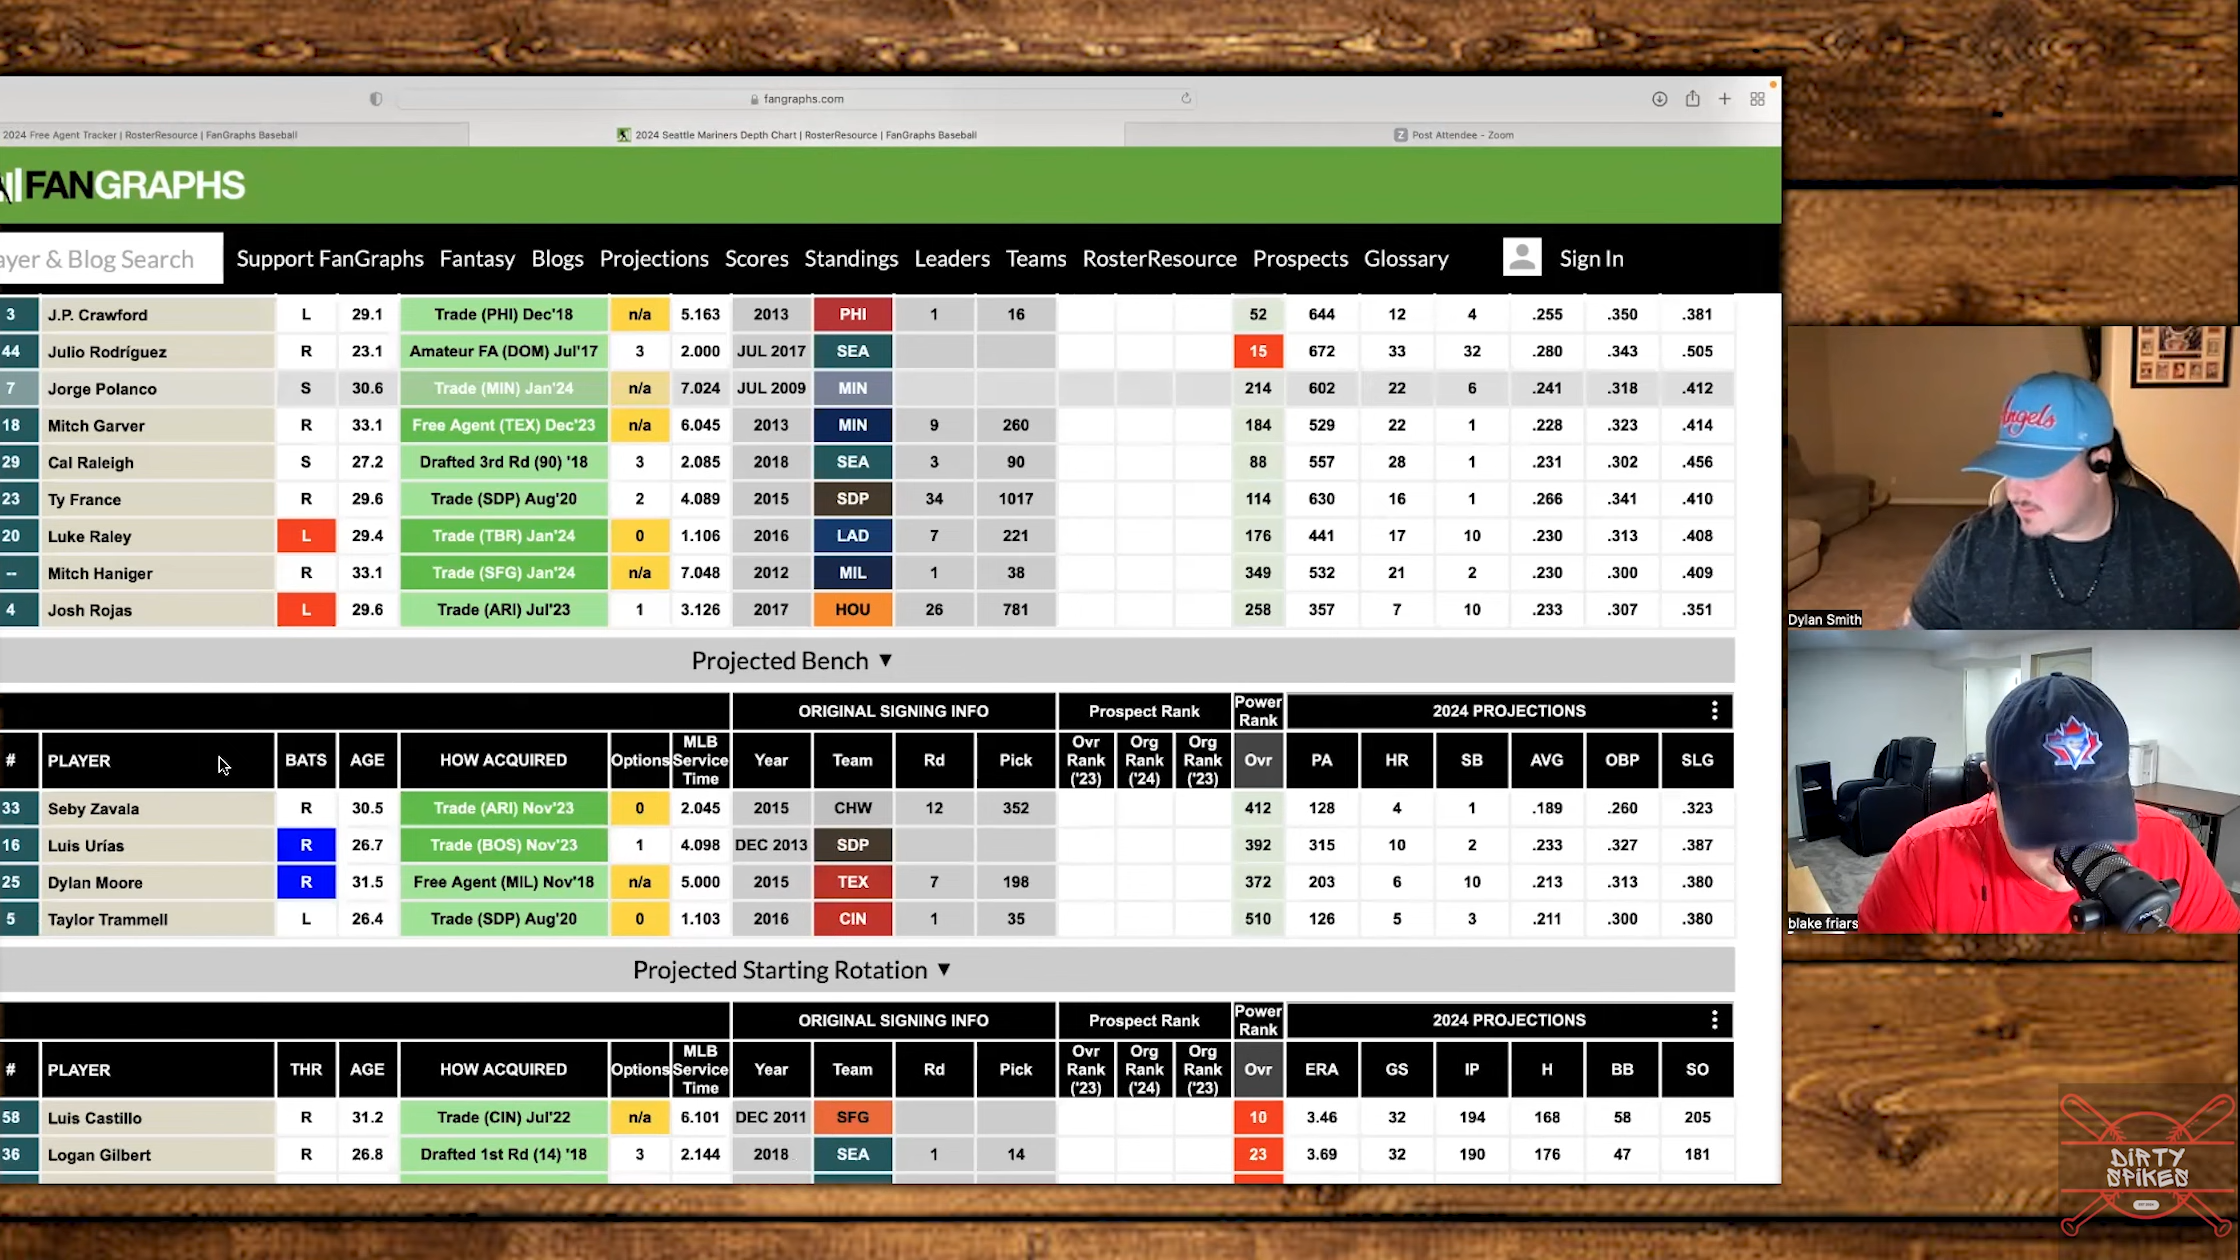 fangraphs.com
2024 Free Agent Tracker | RosterResource | FanGraphs Baseball
2024 Seattle Mariners Depth Chart | RosterResource | FanGraphs Baseball
Z Post Attendee - Zoom
FANGRAPHS
ayer & Blog Search Support FanGraphs Fantasy Blogs Projections Scores Standings Leaders Teams RosterResource Prospects Glossary Sign In
3 J.P. Crawford L 29.1 Trade (PHI) Dec'18 n/a 5.163 2013 PHI 1 16 52 644 12 4 .255 .350 .381
44 Julio Rodríguez R 23.1 Amateur FA (DOM) Jul'17 3 2.000 JUL 2017 SEA 15 672 33 32 .280 .343 .505
7 Jorge Polanco S 30.6 Trade (MIN) Jan'24 n/a 7.024 JUL 2009 MIN 214 602 22 6 .241 .318 .412
18 Mitch Garver R 33.1 Free Agent (TEX) Dec'23 n/a 6.045 2013 MIN 9 260 184 529 22 1 .228 .323 .414
29 Cal Raleigh S 27.2 Drafted 3rd Rd (90) '18 3 2.085 2018 SEA 3 90 88 557 28 1 .231 .302 .456
23 Ty France R 29.6 Trade (SDP) Aug'20 2 4.089 2015 SDP 34 1017 114 630 16 1 .266 .341 .410
20 Luke Raley L 29.4 Trade (TBR) Jan'24 0 1.106 2016 LAD 7 221 176 441 17 10 .230 .313 .408
-- Mitch Haniger R 33.1 Trade (SFG) Jan'24 n/a 7.048 2012 MIL 1 38 349 532 21 2 .230 .300 .409
4 Josh Rojas L 29.6 Trade (ARI) Jul'23 1 3.126 2017 HOU 26 781 258 357 7 10 .233 .307 .351
Projected Bench ▼
ORIGINAL SIGNING INFO Prospect Rank Power Rank 2024 PROJECTIONS
# PLAYER BATS AGE HOW ACQUIRED Options MLB Service Time Year Team Rd Pick Ovr Rank ('23) Org Rank ('24) Org Rank ('23) Ovr PA HR SB AVG OBP SLG
33 Seby Zavala R 30.5 Trade (ARI) Nov'23 0 2.045 2015 CHW 12 352 412 128 4 1 .189 .260 .323
16 Luis Urías R 26.7 Trade (BOS) Nov'23 1 4.098 DEC 2013 SDP 392 315 10 2 .233 .327 .387
25 Dylan Moore R 31.5 Free Agent (MIL) Nov'18 n/a 5.000 2015 TEX 7 198 372 203 6 10 .213 .313 .380
5 Taylor Trammell L 26.4 Trade (SDP) Aug'20 0 1.103 2016 CIN 1 35 510 126 5 3 .211 .300 .380
Projected Starting Rotation ▼
ORIGINAL SIGNING INFO Prospect Rank Power Rank 2024 PROJECTIONS
# PLAYER THR AGE HOW ACQUIRED Options MLB Service Time Year Team Rd Pick Ovr Rank ('23) Org Rank ('24) Org Rank ('23) Ovr ERA GS IP H BB SO
58 Luis Castillo R 31.2 Trade (CIN) Jul'22 n/a 6.101 DEC 2011 SFG 10 3.46 32 194 168 58 205
36 Logan Gilbert R 26.8 Drafted 1st Rd (14) '18 3 2.144 2018 SEA 1 14 23 3.69 32 190 176 47 181
Angels
Dylan Smith
blake friars
DIRTY
SPIKES